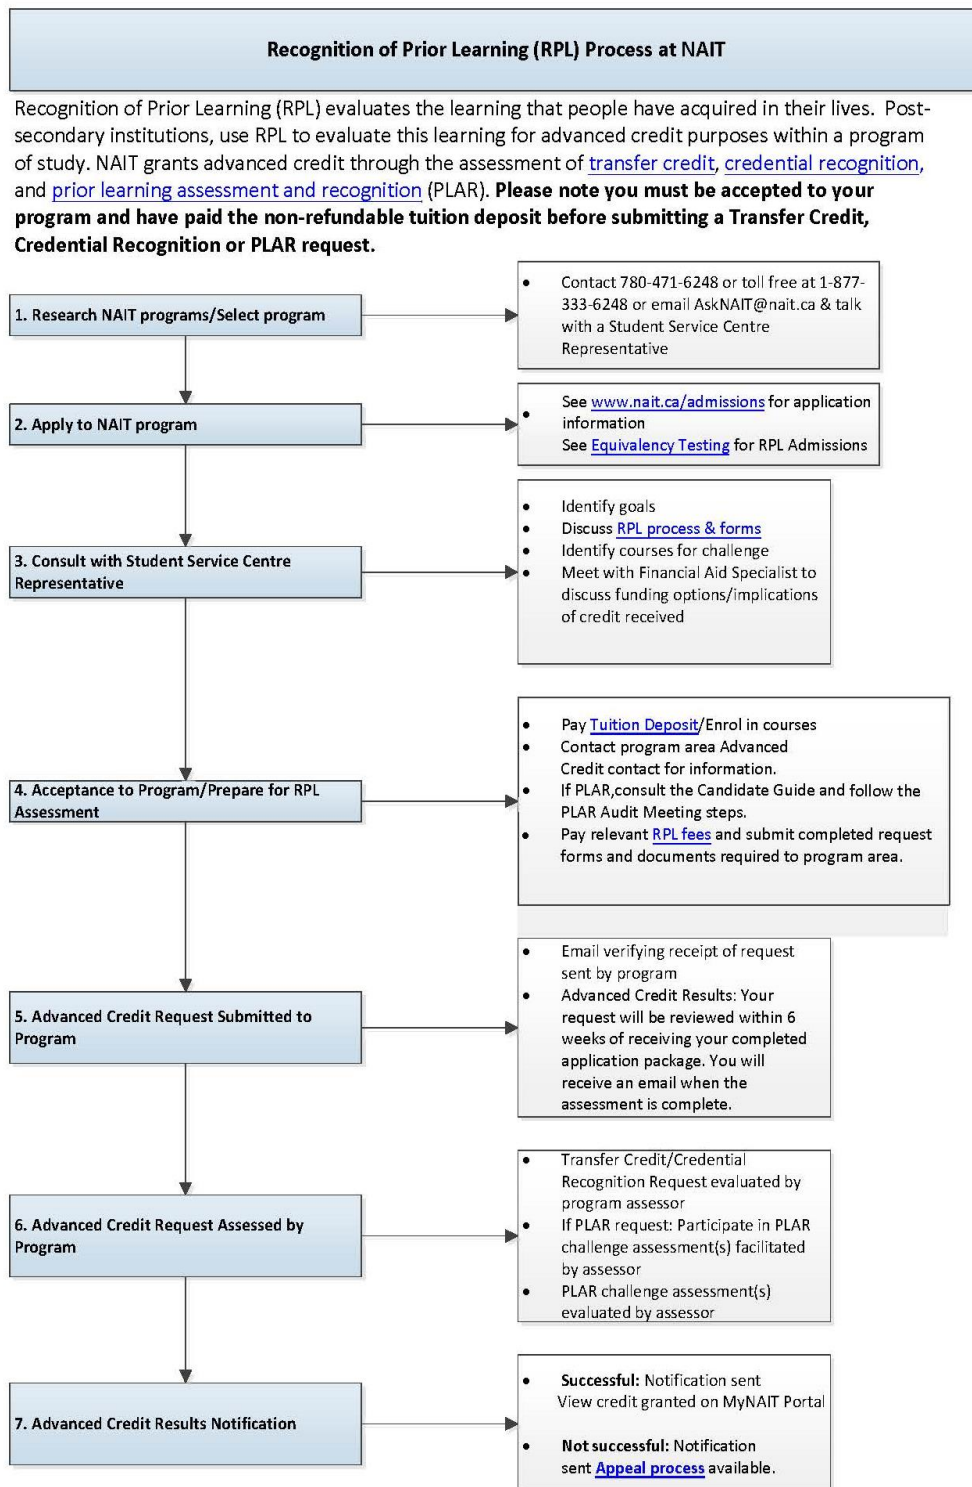 Recognition of Prior Learning (RPL) Process at NAIT
Recognition of Prior Learning (RPL) evaluates the learning that people have acquired in their lives.  Post-
secondary institutions, use RPL to evaluate this learning for advanced credit purposes within a program
of study. NAIT grants advanced credit through the assessment of transfer credit, credential recognition,
and prior learning assessment and recognition (PLAR). Please note you must be accepted to your
program and have paid the non-refundable tuition deposit before submitting a Transfer Credit,
Credential Recognition or PLAR request.
1. Research NAIT programs/Select program
• Contact 780-471-6248 or toll free at 1-877-
333-6248 or email AskNAIT@nait.ca & talk
with a Student Service Centre
Representative
2. Apply to NAIT program
• See www.nait.ca/admissions for application
information
See Equivalency Testing for RPL Admissions
3. Consult with Student Service Centre
Representative
• Identify goals
• Discuss RPL process & forms
• Identify courses for challenge
• Meet with Financial Aid Specialist to
discuss funding options/implications
of credit received
4. Acceptance to Program/Prepare for RPL
Assessment
• Pay Tuition Deposit/Enrol in courses
• Contact program area Advanced
Credit contact for information.
• If PLAR,consult the Candidate Guide and follow the
PLAR Audit Meeting steps.
• Pay relevant RPL fees and submit completed request
forms and documents required to program area.
5. Advanced Credit Request Submitted to
Program
• Email verifying receipt of request
sent by program
• Advanced Credit Results: Your
request will be reviewed within 6
weeks of receiving your completed
application package. You will
receive an email when the
assessment is complete.
6. Advanced Credit Request Assessed by
Program
• Transfer Credit/Credential
Recognition Request evaluated by
program assessor
• If PLAR request: Participate in PLAR
challenge assessment(s) facilitated
by assessor
• PLAR challenge assessment(s)
evaluated by assessor
7. Advanced Credit Results Notification
• Successful: Notification sent
View credit granted on MyNAIT Portal
• Not successful: Notification
sent Appeal process available.